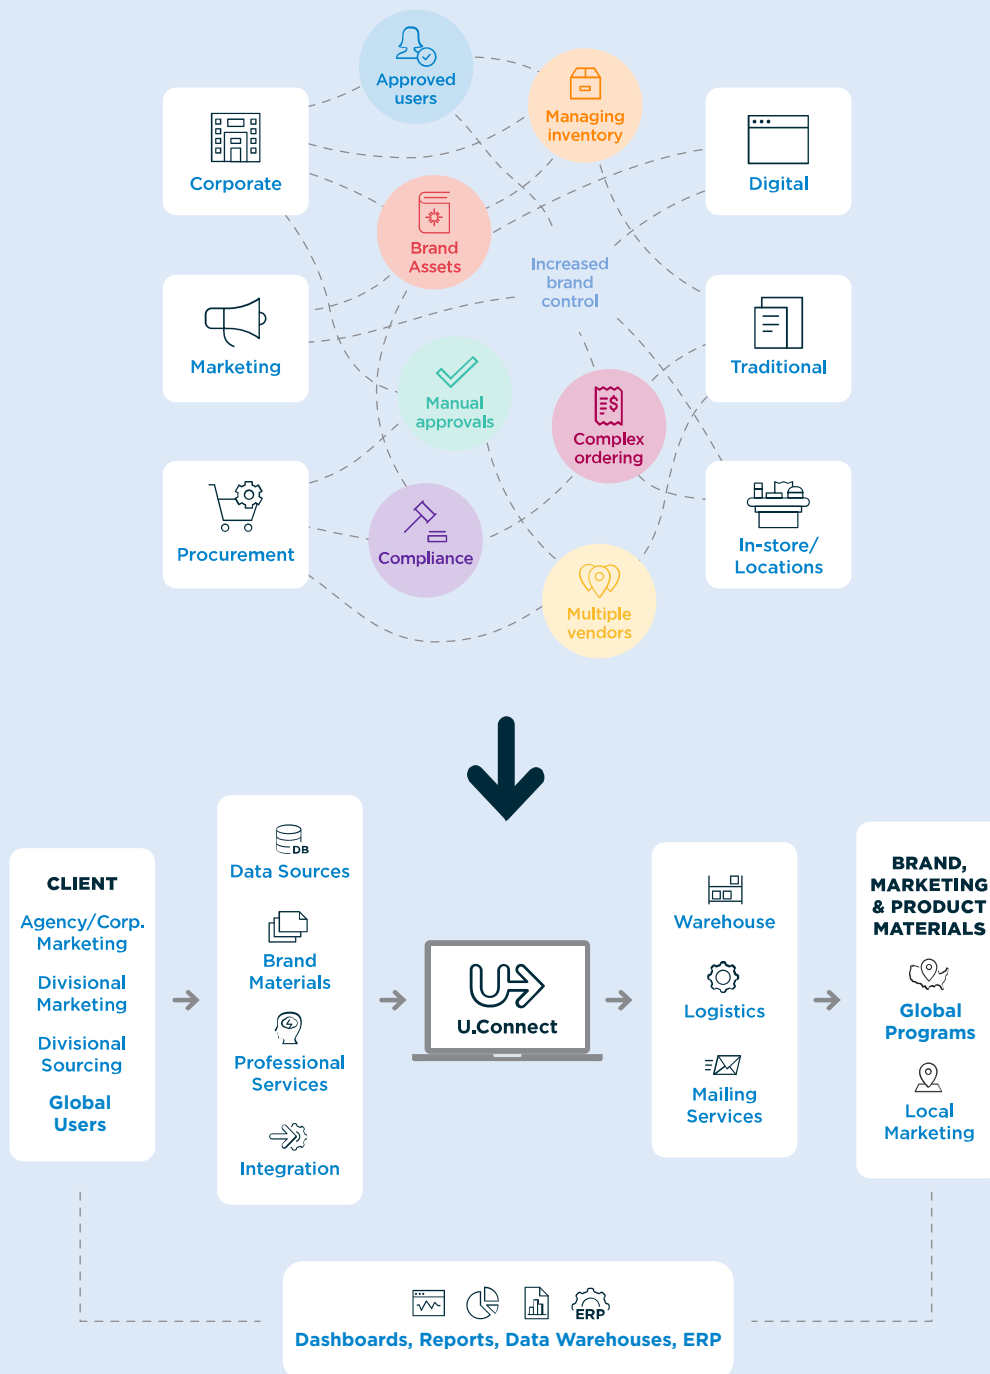 Approved
users
Managing
inventory
Corporate
Digital
Brand
Assets
Increased
brand
control
Marketing
Traditional
Manual
approvals
Complex
ordering
Procurement
Compliance
In-store/
Locations
Multiple
vendors
CLIENT
Agency/Corp.
Marketing
Divisional
Marketing
Divisional
Sourcing
Global
Users
DB
Data Sources
Brand
Materials
Professional
Services
Integration
U.Connect
Warehouse
Logistics
Mailing
Services
BRAND,
MARKETING
& PRODUCT
MATERIALS
Global
Programs
Local
Marketing
ERP
Dashboards, Reports, Data Warehouses, ERP